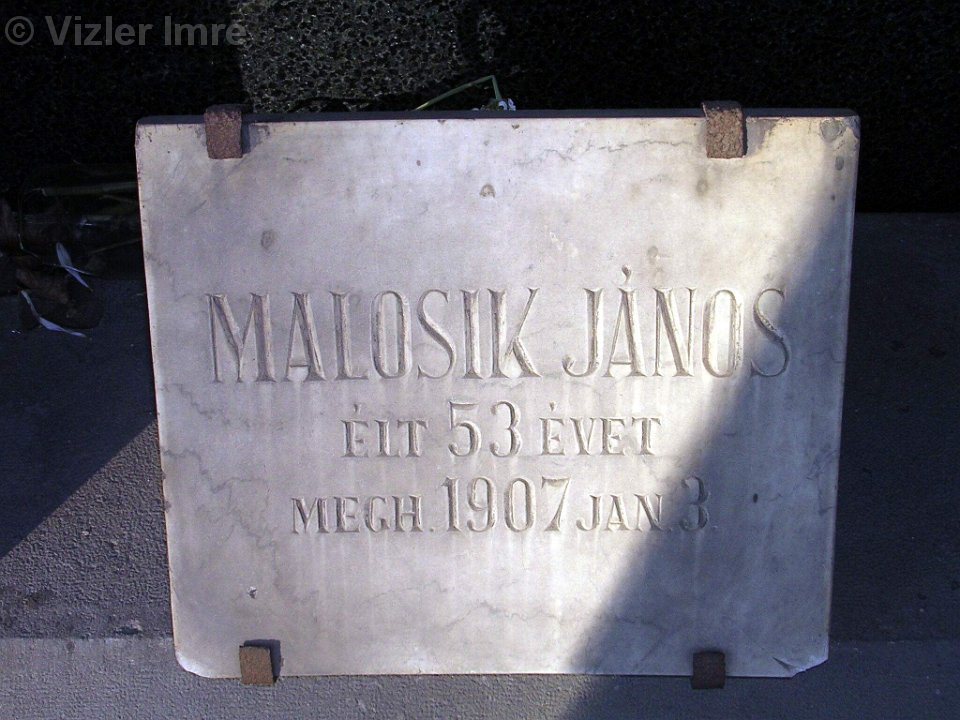 © Vizler Imre
MALOSIK JÁNOS
ÉLT 53 ÉVET
MEGH. 1907 JAN. 3.